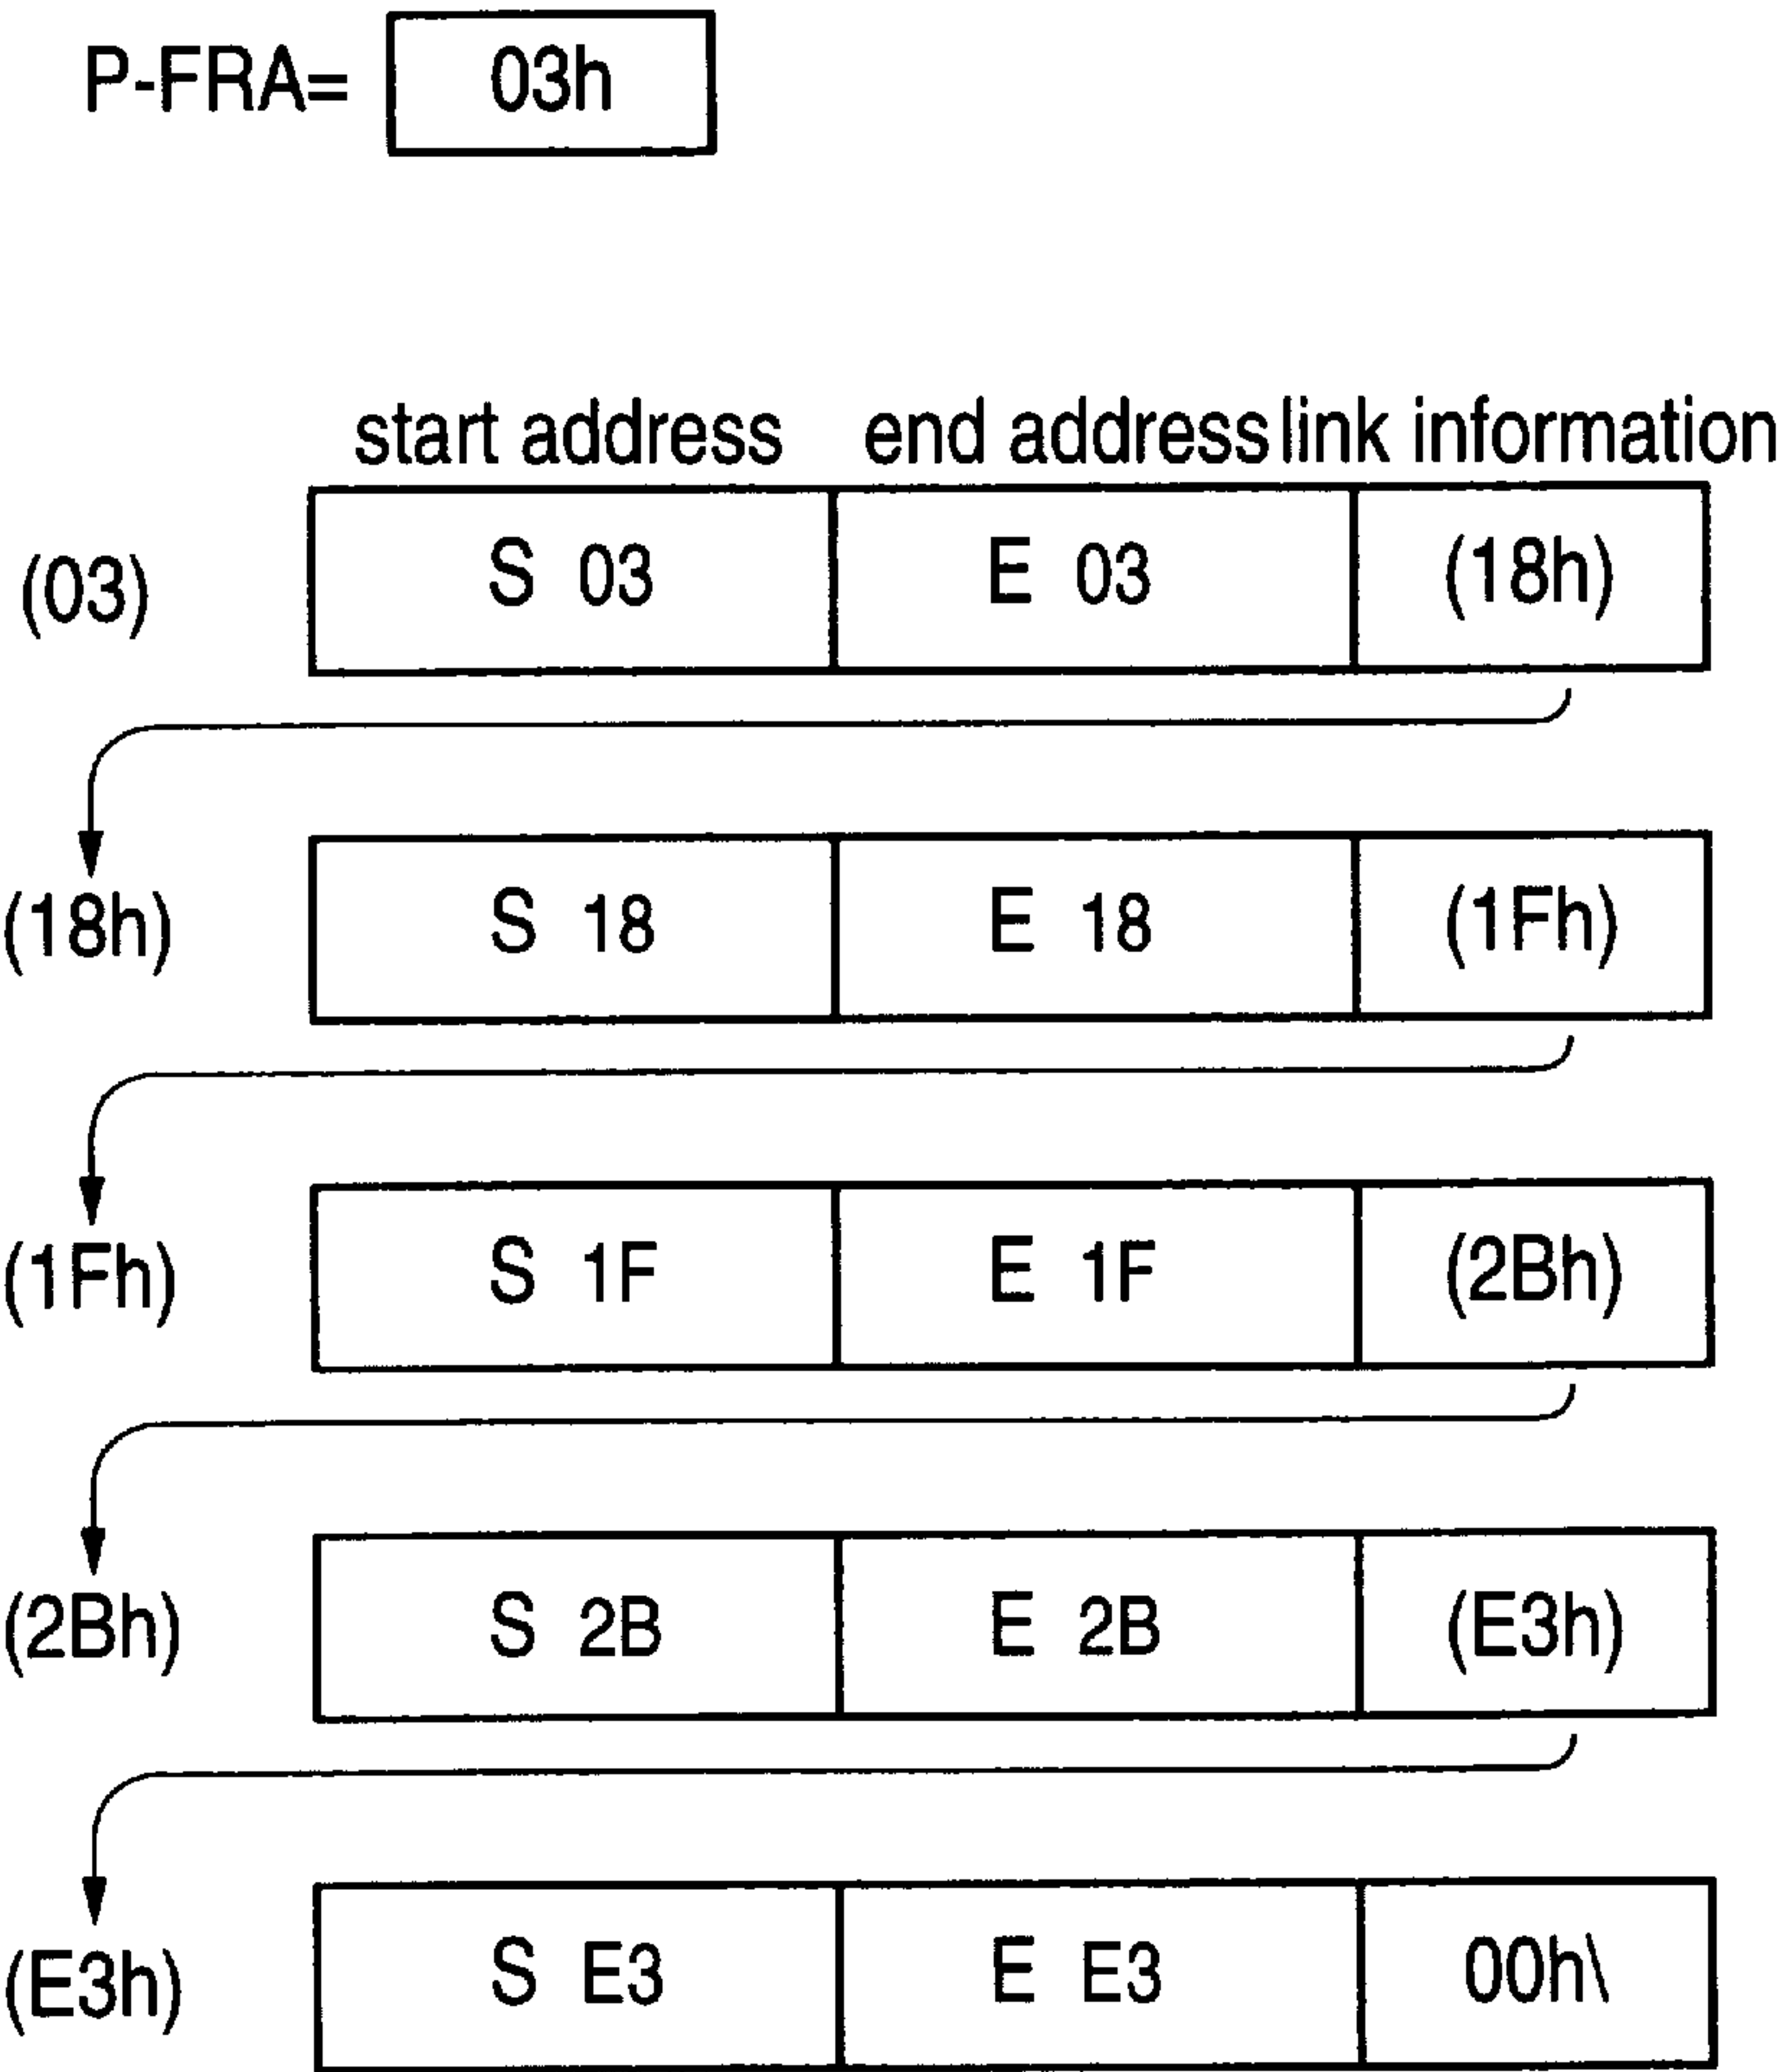 P-FRA= 03h
start address end address link information
(03) S 03 E 03 (18h)
(18h) S 18 E 18 (1Fh)
(1Fh) S 1F E 1F (2Bh)
(2Bh) S 2B E 2B (E3h)
(E3h) S E3 E E3 00h\